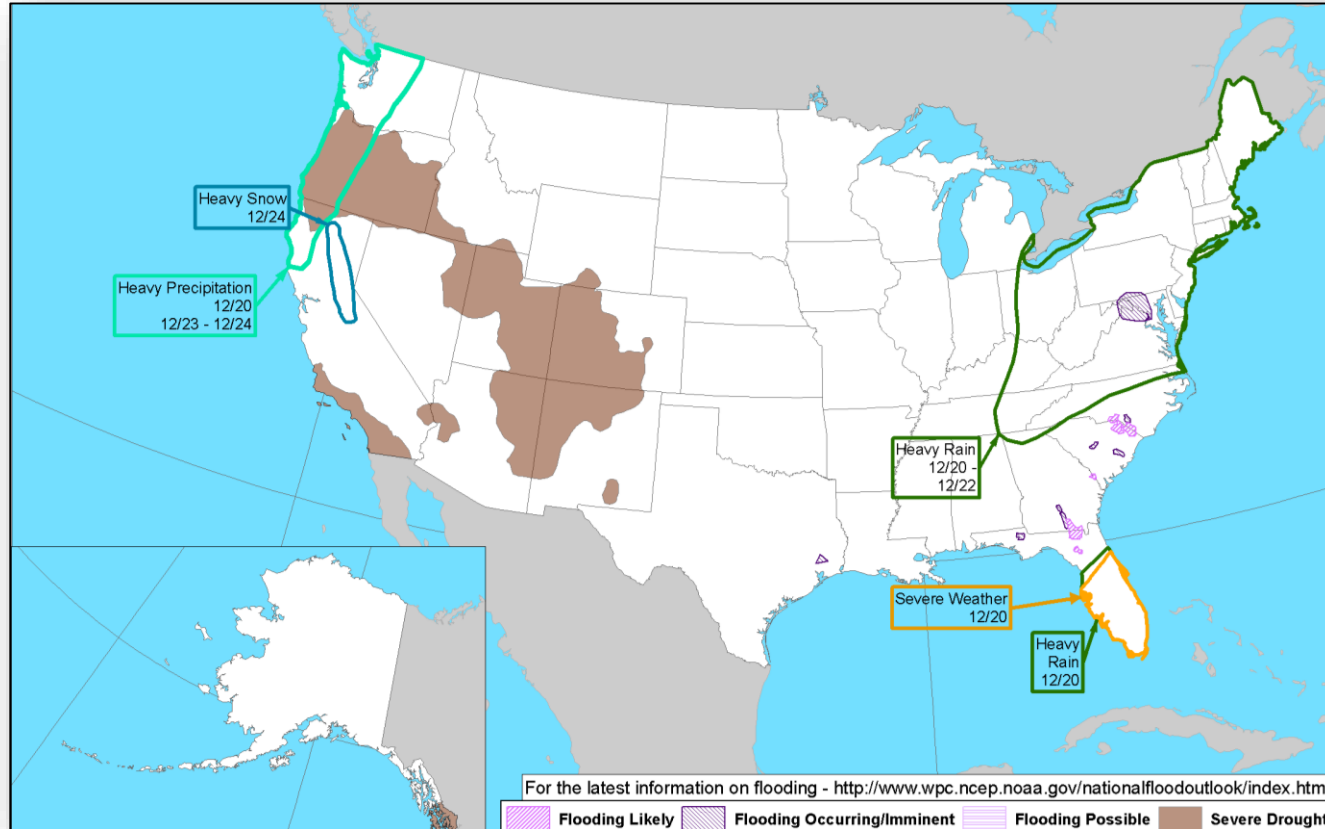 Heavy Snow
12/24
Heavy Precipitation
12/20
12/23 - 12/24
Heavy Rain
12/20 -
12/22
Severe Weather
12/20
Heavy
Rain
12/20
For the latest information on flooding - http://www.wpc.ncep.noaa.gov/nationalfloodoutlook/index.htm
Flooding Likely Flooding Occurring/Imminent Flooding Possible Severe Drought